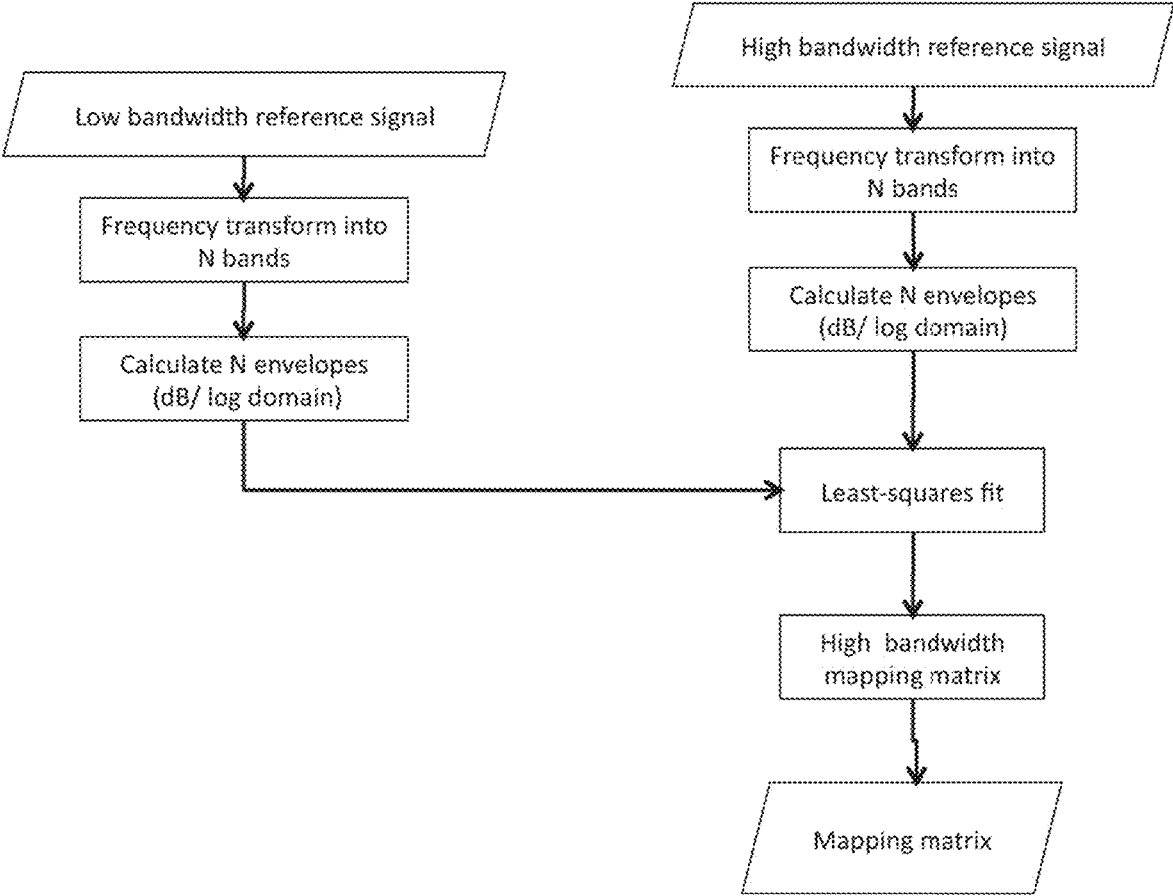 High bandwidth reference signal
Low bandwidth reference signal
Frequency transform into
N bands
Frequency transform into
N bands
Calculate N envelopes
(dB/ log domain)
Calculate N envelopes
(dB/ log domain)
Least-squares fit
High bandwidth
mapping matrix
Mapping matrix